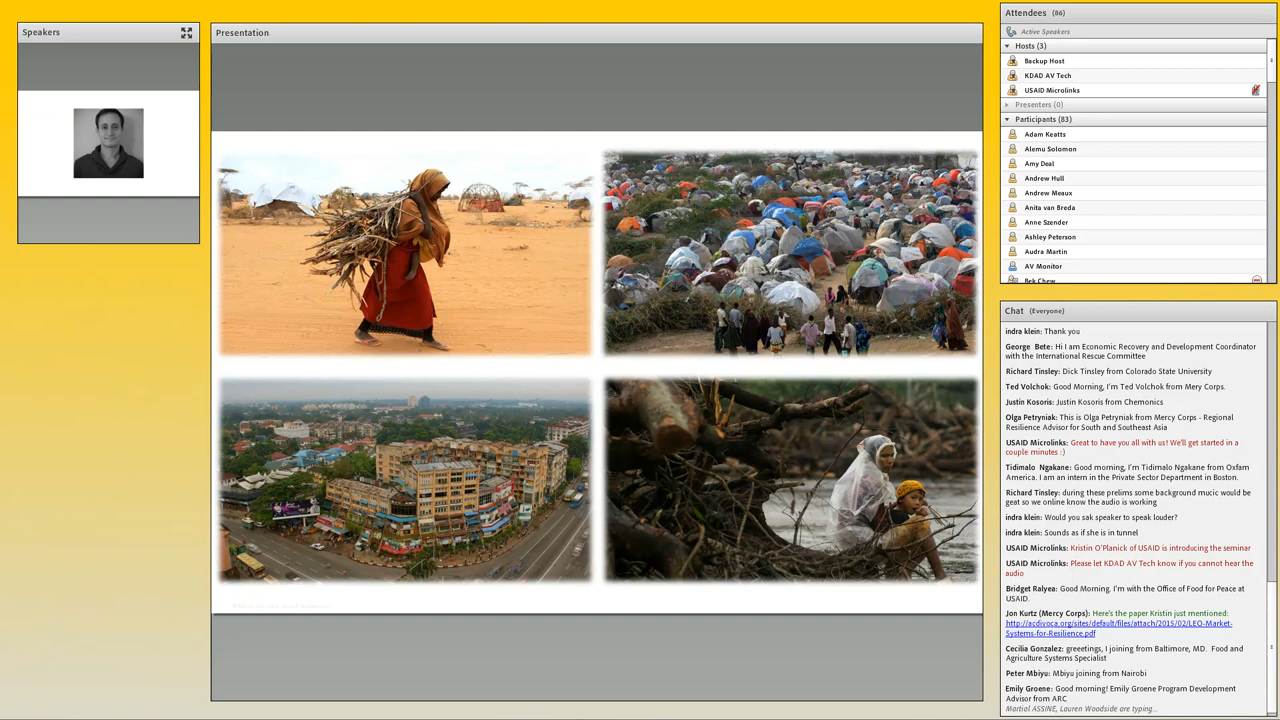 Speakers
Presentation
Attendees (86)
Active Speakers
Hosts (3)
Backup Host
KDAD AV Tech
USAID Microlinks
Presenters (0)
Participants (83)
Adam Keatts
Alemu Solomon
Amy Deal
Andrew Hull
Andrew Meaux
Anita van Breda
Anne Szender
Ashley Peterson
Audra Martin
AV Monitor
Bek Chew
Chat (Everyone)
indra klein: Thank you
George Bete: Hi I am Economic Recovery and Development Coordinator
with the International Rescue Committee
Richard Tinsley: Dick Tinsley from Colorado State University
Ted Volchok: Good Morning, I'm Ted Volchok from Mery Corps.
Justin Kosoris: Justin Kosoris from Chemonics
Olga Petryniak: This is Olga Petryniak from Mercy Corps - Regional
Resilience Advisor for South and Southeast Asia
USAID Microlinks: Great to have you all with us! We'll get started in a
couple minutes :)
Tidimalo Ngakane: Good morning, I'm Tidimalo Ngakane from Oxfam
America. I am an intern in the Private Sector Department in Boston.
Richard Tinsley: during these prelims some background mucic would be
geat so we online know the audio is working
indra klein: Would you sak speaker to speak louder?
indra klein: Sounds as if she is in tunnel
USAID Microlinks: Kristin O'Planick of USAID is introducing the seminar
USAID Microlinks: Please let KDAD AV Tech know if you cannot hear the
audio
Bridget Ralyea: Good Morning. I'm with the Office of Food for Peace at
USAID.
Jon Kurtz (Mercy Corps): Here's the paper Kristin just mentioned:
http://acdivoca.org/sites/default/files/attach/2015/02/LEO-Market-
Systems-for-Resilience.pdf
Cecilia Gonzalez: greeetings, I joining from Baltimore, MD. Food and
Agriculture Systems Specialist
Peter Mbiyu: Mbiyu joining from Nairobi
Emily Groene: Good morning! Emily Groene Program Development
Advisor from ARC
Martial ASSINE, Lauren Woodside are typing...